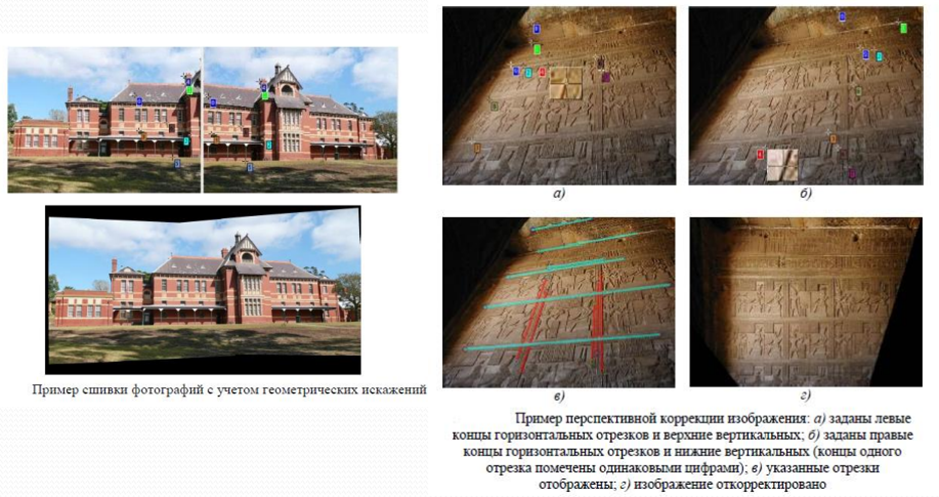 Пример сшивки фотографий с учетом геометрических искажений
а)
б)
в)
г)
Пример перспективной коррекции изображения: а) заданы левые
концы горизонтальных отрезков и верхние вертикальных; б) заданы правые
концы горизонтальных отрезков и нижние вертикальных (концы одного
отрезка помечены одинаковыми цифрами); в) указанные отрезки
отображены; г) изображение откорректировано